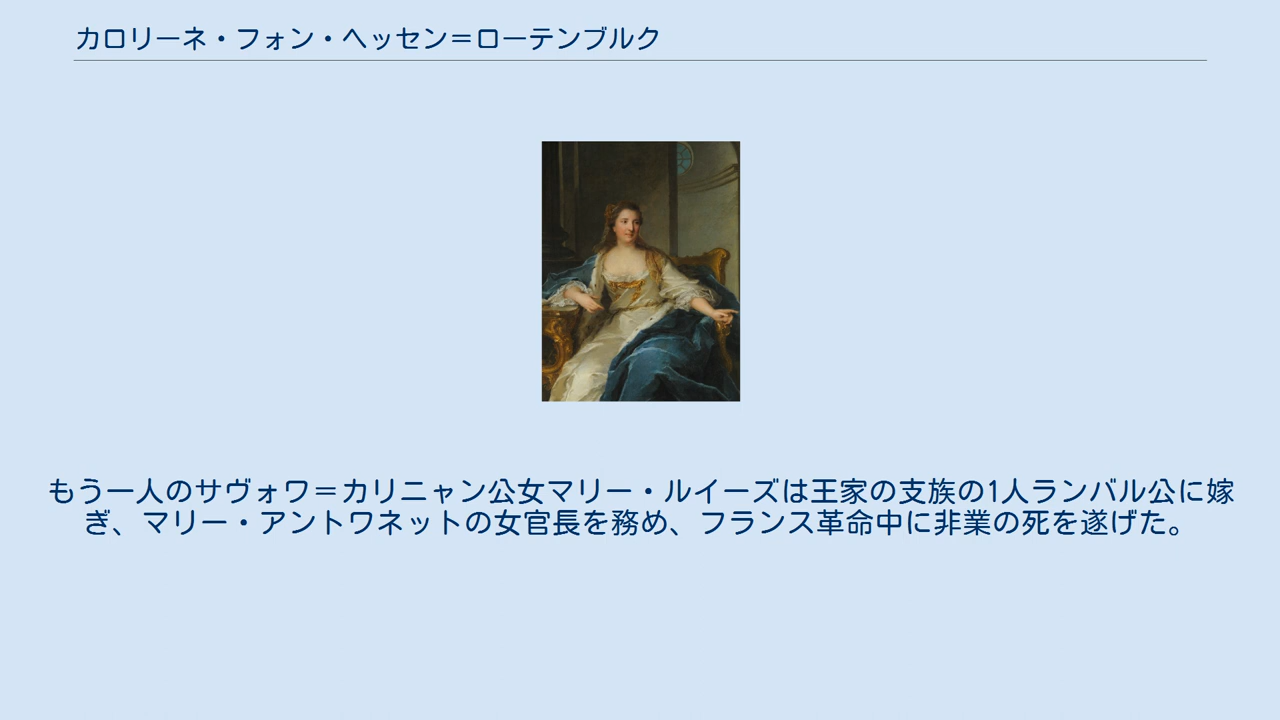 カロリーネ・フォン・ヘッセン＝ローテンブルク
もう一人のサヴォワ＝カリニャン公女マリー・ルイーズは王家の支族の1人ランバル公に嫁
ぎ、マリー・アントワネットの女官長を務め、フランス革命中に非業の死を遂げた。